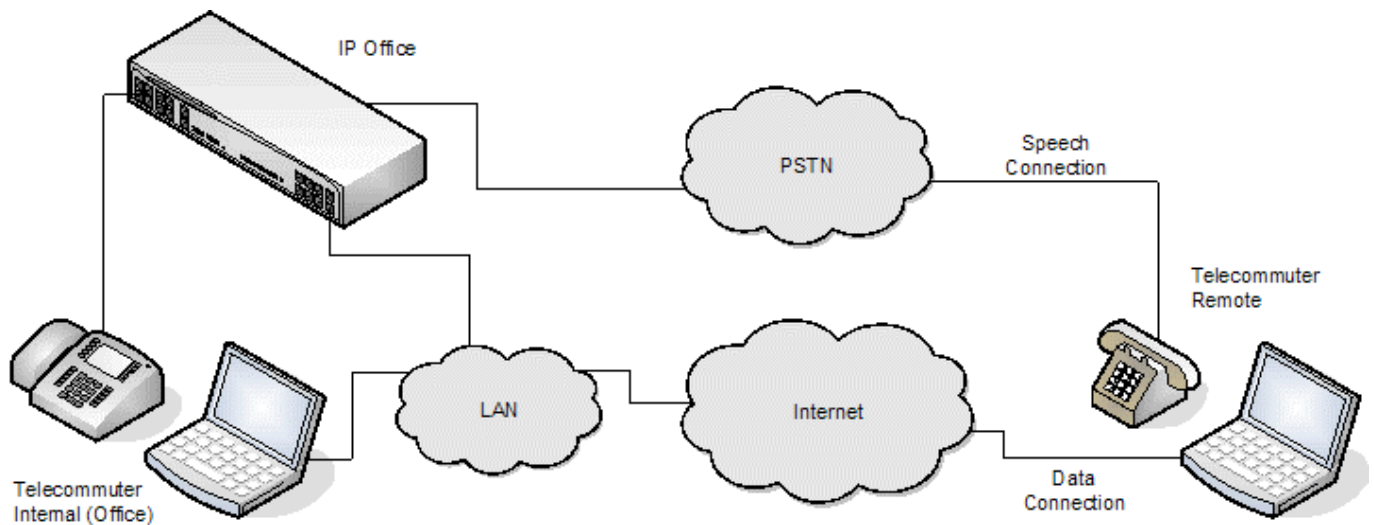 IP Office
PSTN
Speech
Connection
Telecommuter
Remote
LAN
Internet
Data
Connection
Telecommuter
Internal (Office)